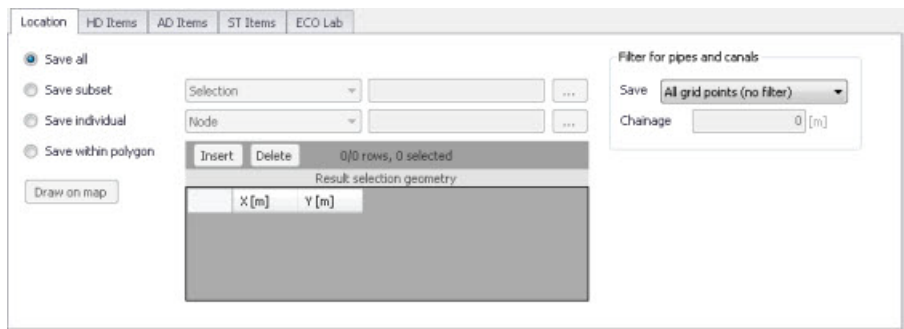 Location HD Items AD Items ST Items ECO Lab
Save all
Filter for pipes and canals
Save subset Selection ...
Save All grid points (no filter)
Save individual Node ...
Chainage 0 [m]
Save within polygon
Insert Delete 0/0 rows, 0 selected
Result selection geometry
Draw on map
X [m] Y [m]